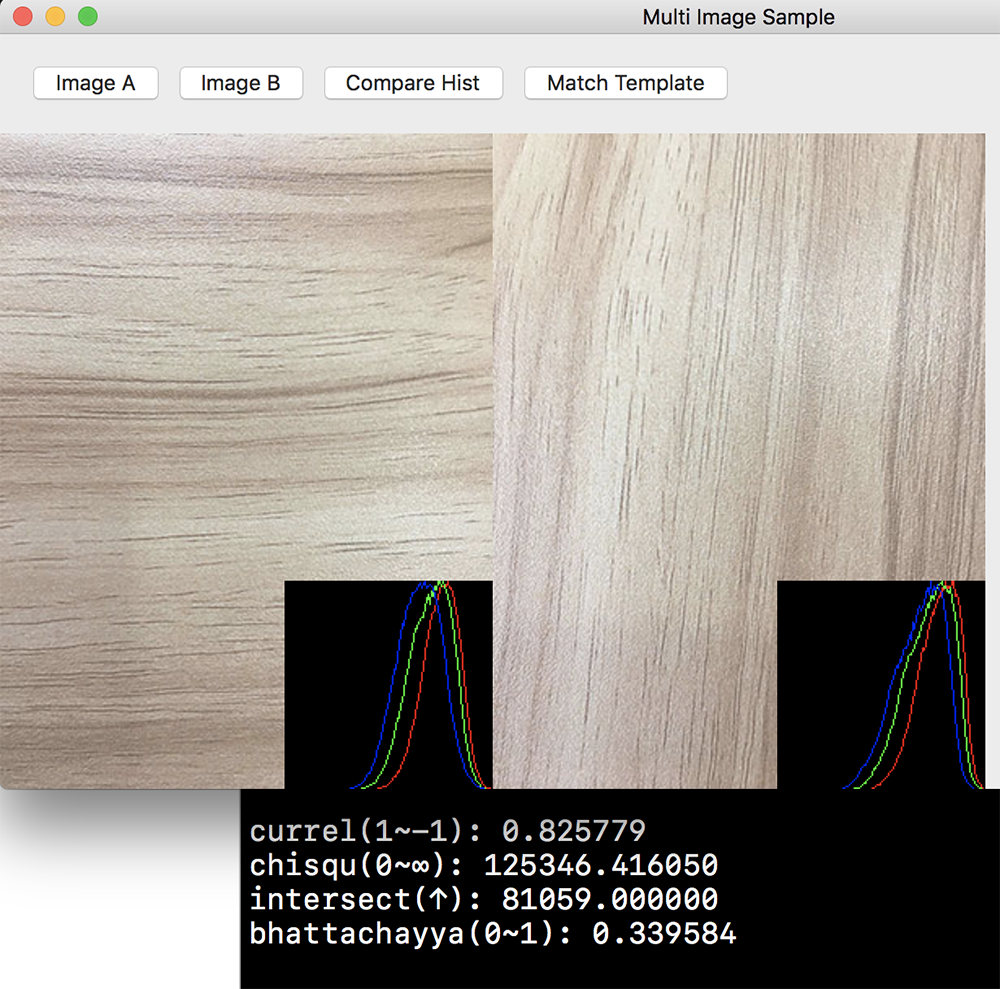 Multi Image Sample
Image A
Image B
Compare Hist
Match Template
currel(1~-1): 0.825779
chisqu(0~∞): 125346.416050
intersect(↑): 81059.000000
bhattachayya(0~1): 0.339584